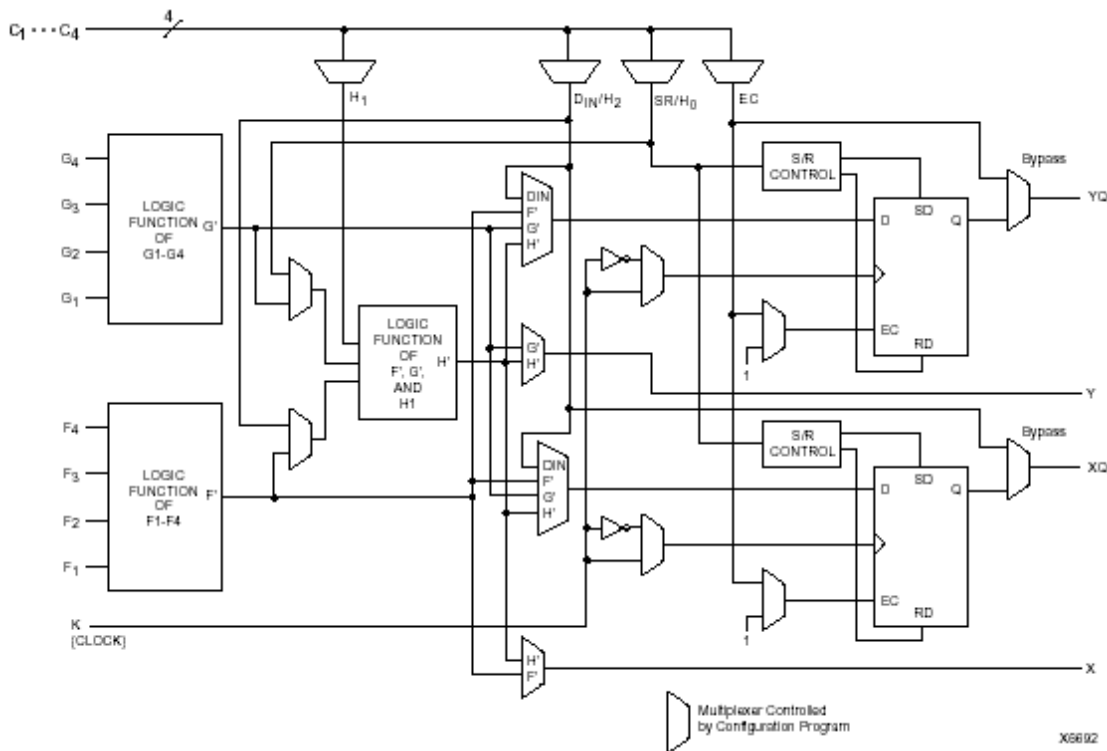 4
C1 ··· C4
H1
DIN/H2
SR/H0
EC
G4
G3
G2
G1
LOGIC
FUNCTION
OF
G1-G4
G'
DIN
F'
G'
H'
S/R
CONTROL
Bypass
D
SD
Q
YQ
EC
RD
1
LOGIC
FUNCTION
OF
F', G',
AND
H1
H'
G'
H'
Y
F4
F3
F2
F1
LOGIC
FUNCTION
OF
F1-F4
F'
DIN
F'
G'
H'
S/R
CONTROL
Bypass
D
SD
Q
XQ
EC
RD
1
K
(CLOCK)
H'
F'
X
Multiplexer Controlled
by Configuration Program
X6692